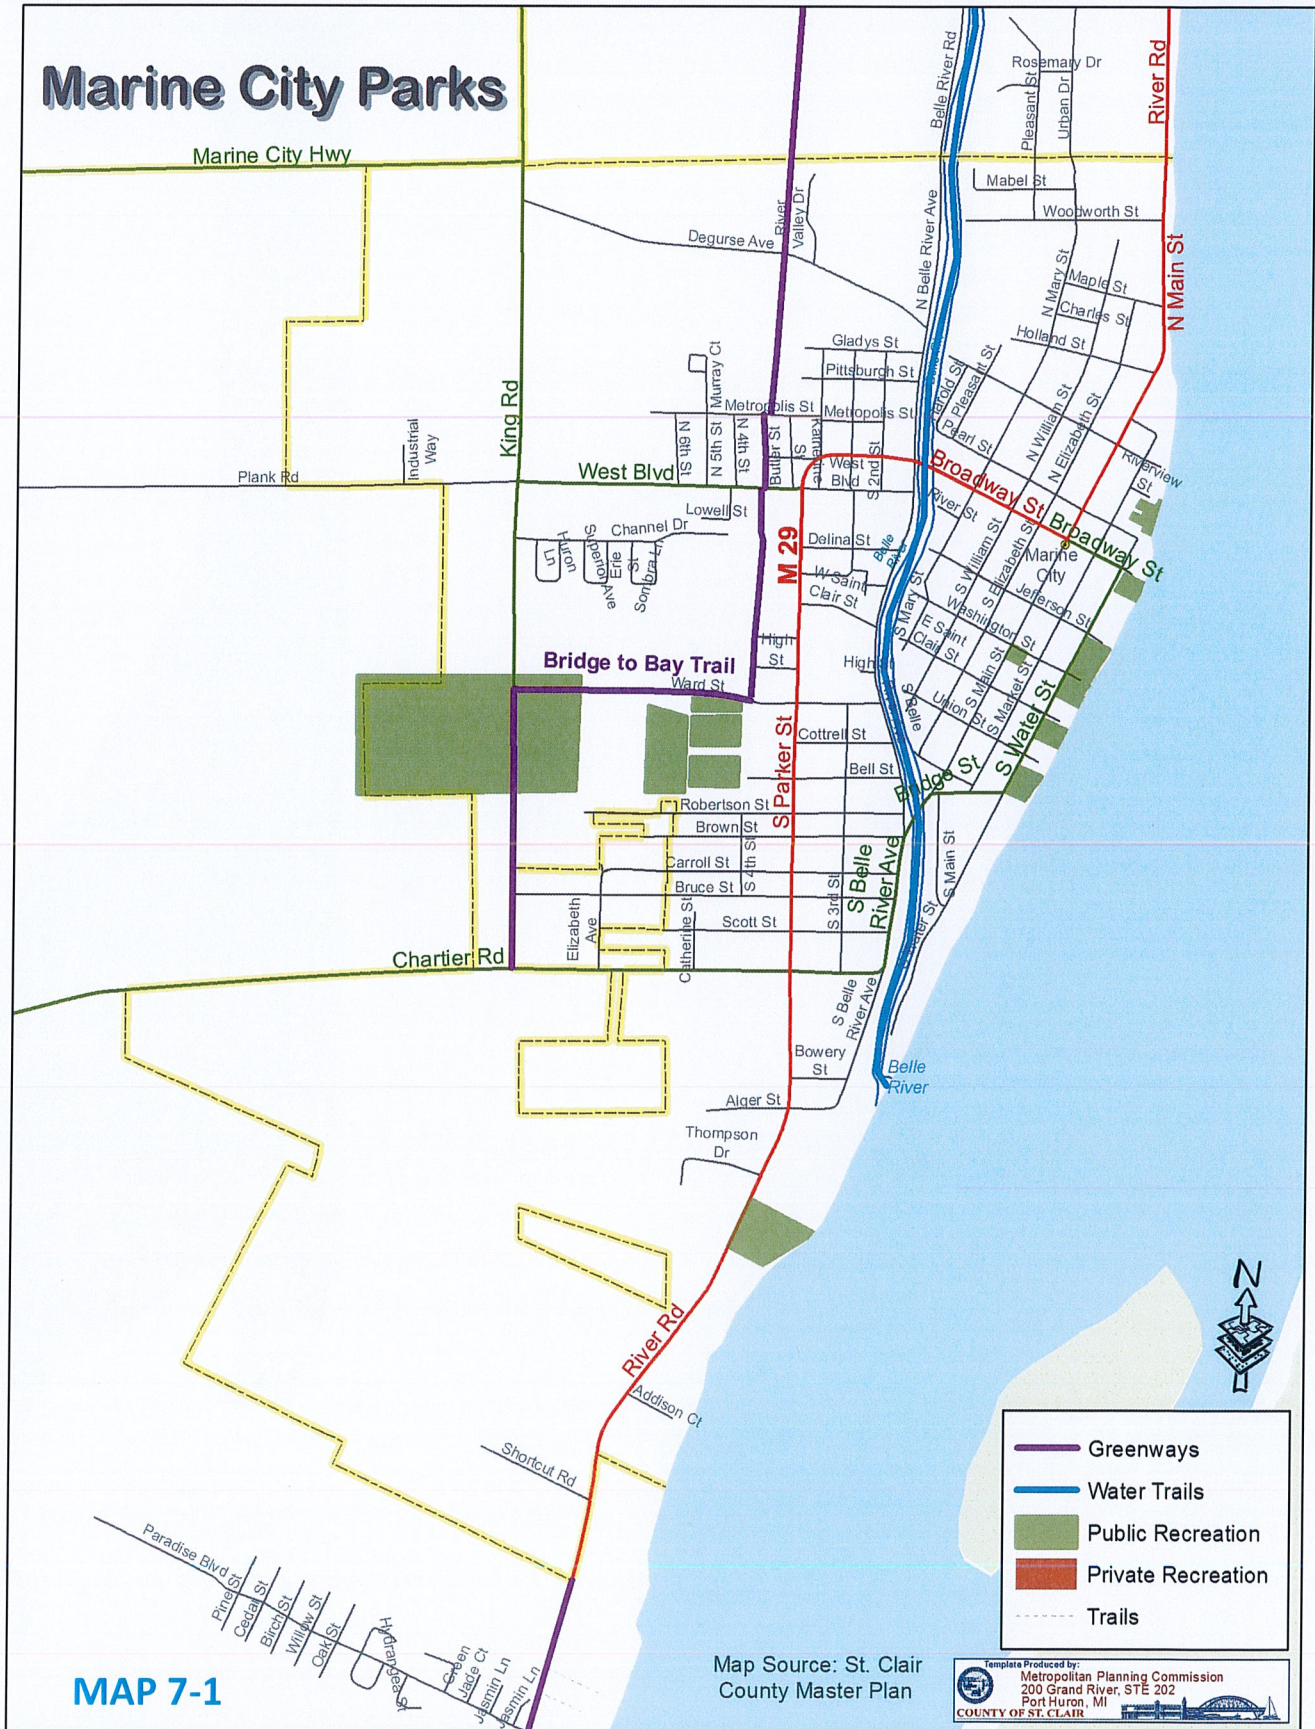 Marine City Parks
Marine City Hwy
Belle River Rd
Rosemary Dr
Pleasant St
Urban Dr
River Rd
Mabel St
Woodworth St
Degurse Ave
River
Valley Dr
N Belle River Ave
N Mary St
Maple St
Charles St
Holland St
N Main St
Gladys St
Pittsburgh St
Harold St
Pleasant St
Murray Ct
Metropolis St
Metropolis St
King Rd
Industrial
Way
N 6th St
N 5th St
N 4th St
Butler St
Pearl St
N William St
N Elizabeth St
Riverview
St
Plank Rd
West Blvd
West
Blvd
S 2nd St
Broadway St
Broadway St
River St
Lowell St
Channel Dr
Huron
Ln
Superior Ave
Erie
St
Sombra Ln
M 29
Delina St
Belle
River
S William St
S Elizabeth St
Marine
City
W Saint
Clair St
Jefferson St
S Mary St
Washington St
E Saint
Clair St
High
St
High St
Bridge to Bay Trail
Ward St
S Main St
S Market St
S Belle
Union St
S Water St
S Parker St
Cottrell St
Bell St
Bridge St
Robertson St
Brown St
S 4th St
Carroll St
Bruce St
S 3rd St
S Belle
River Ave
S Main St
Elizabeth
Ave
Catherine St
Scott St
S Water St
Chartier Rd
S Belle
River Ave
Bowery
St
Belle
River
Alger St
Thompson
Dr
N
River Rd
Addison Ct
Shortcut Rd
Greenways
Water Trails
Public Recreation
Private Recreation
Trails
Paradise Blvd
Pine St
Cedar St
Birch St
Willow St
Oak St
Hydrangea St
Green
Jade Ct
Jasmin Ln
Jasmin Ln
MAP 7-1
Map Source: St. Clair
County Master Plan
Template Produced by:
Metropolitan Planning Commission
200 Grand River, STE 202
Port Huron, MI
COUNTY OF ST. CLAIR